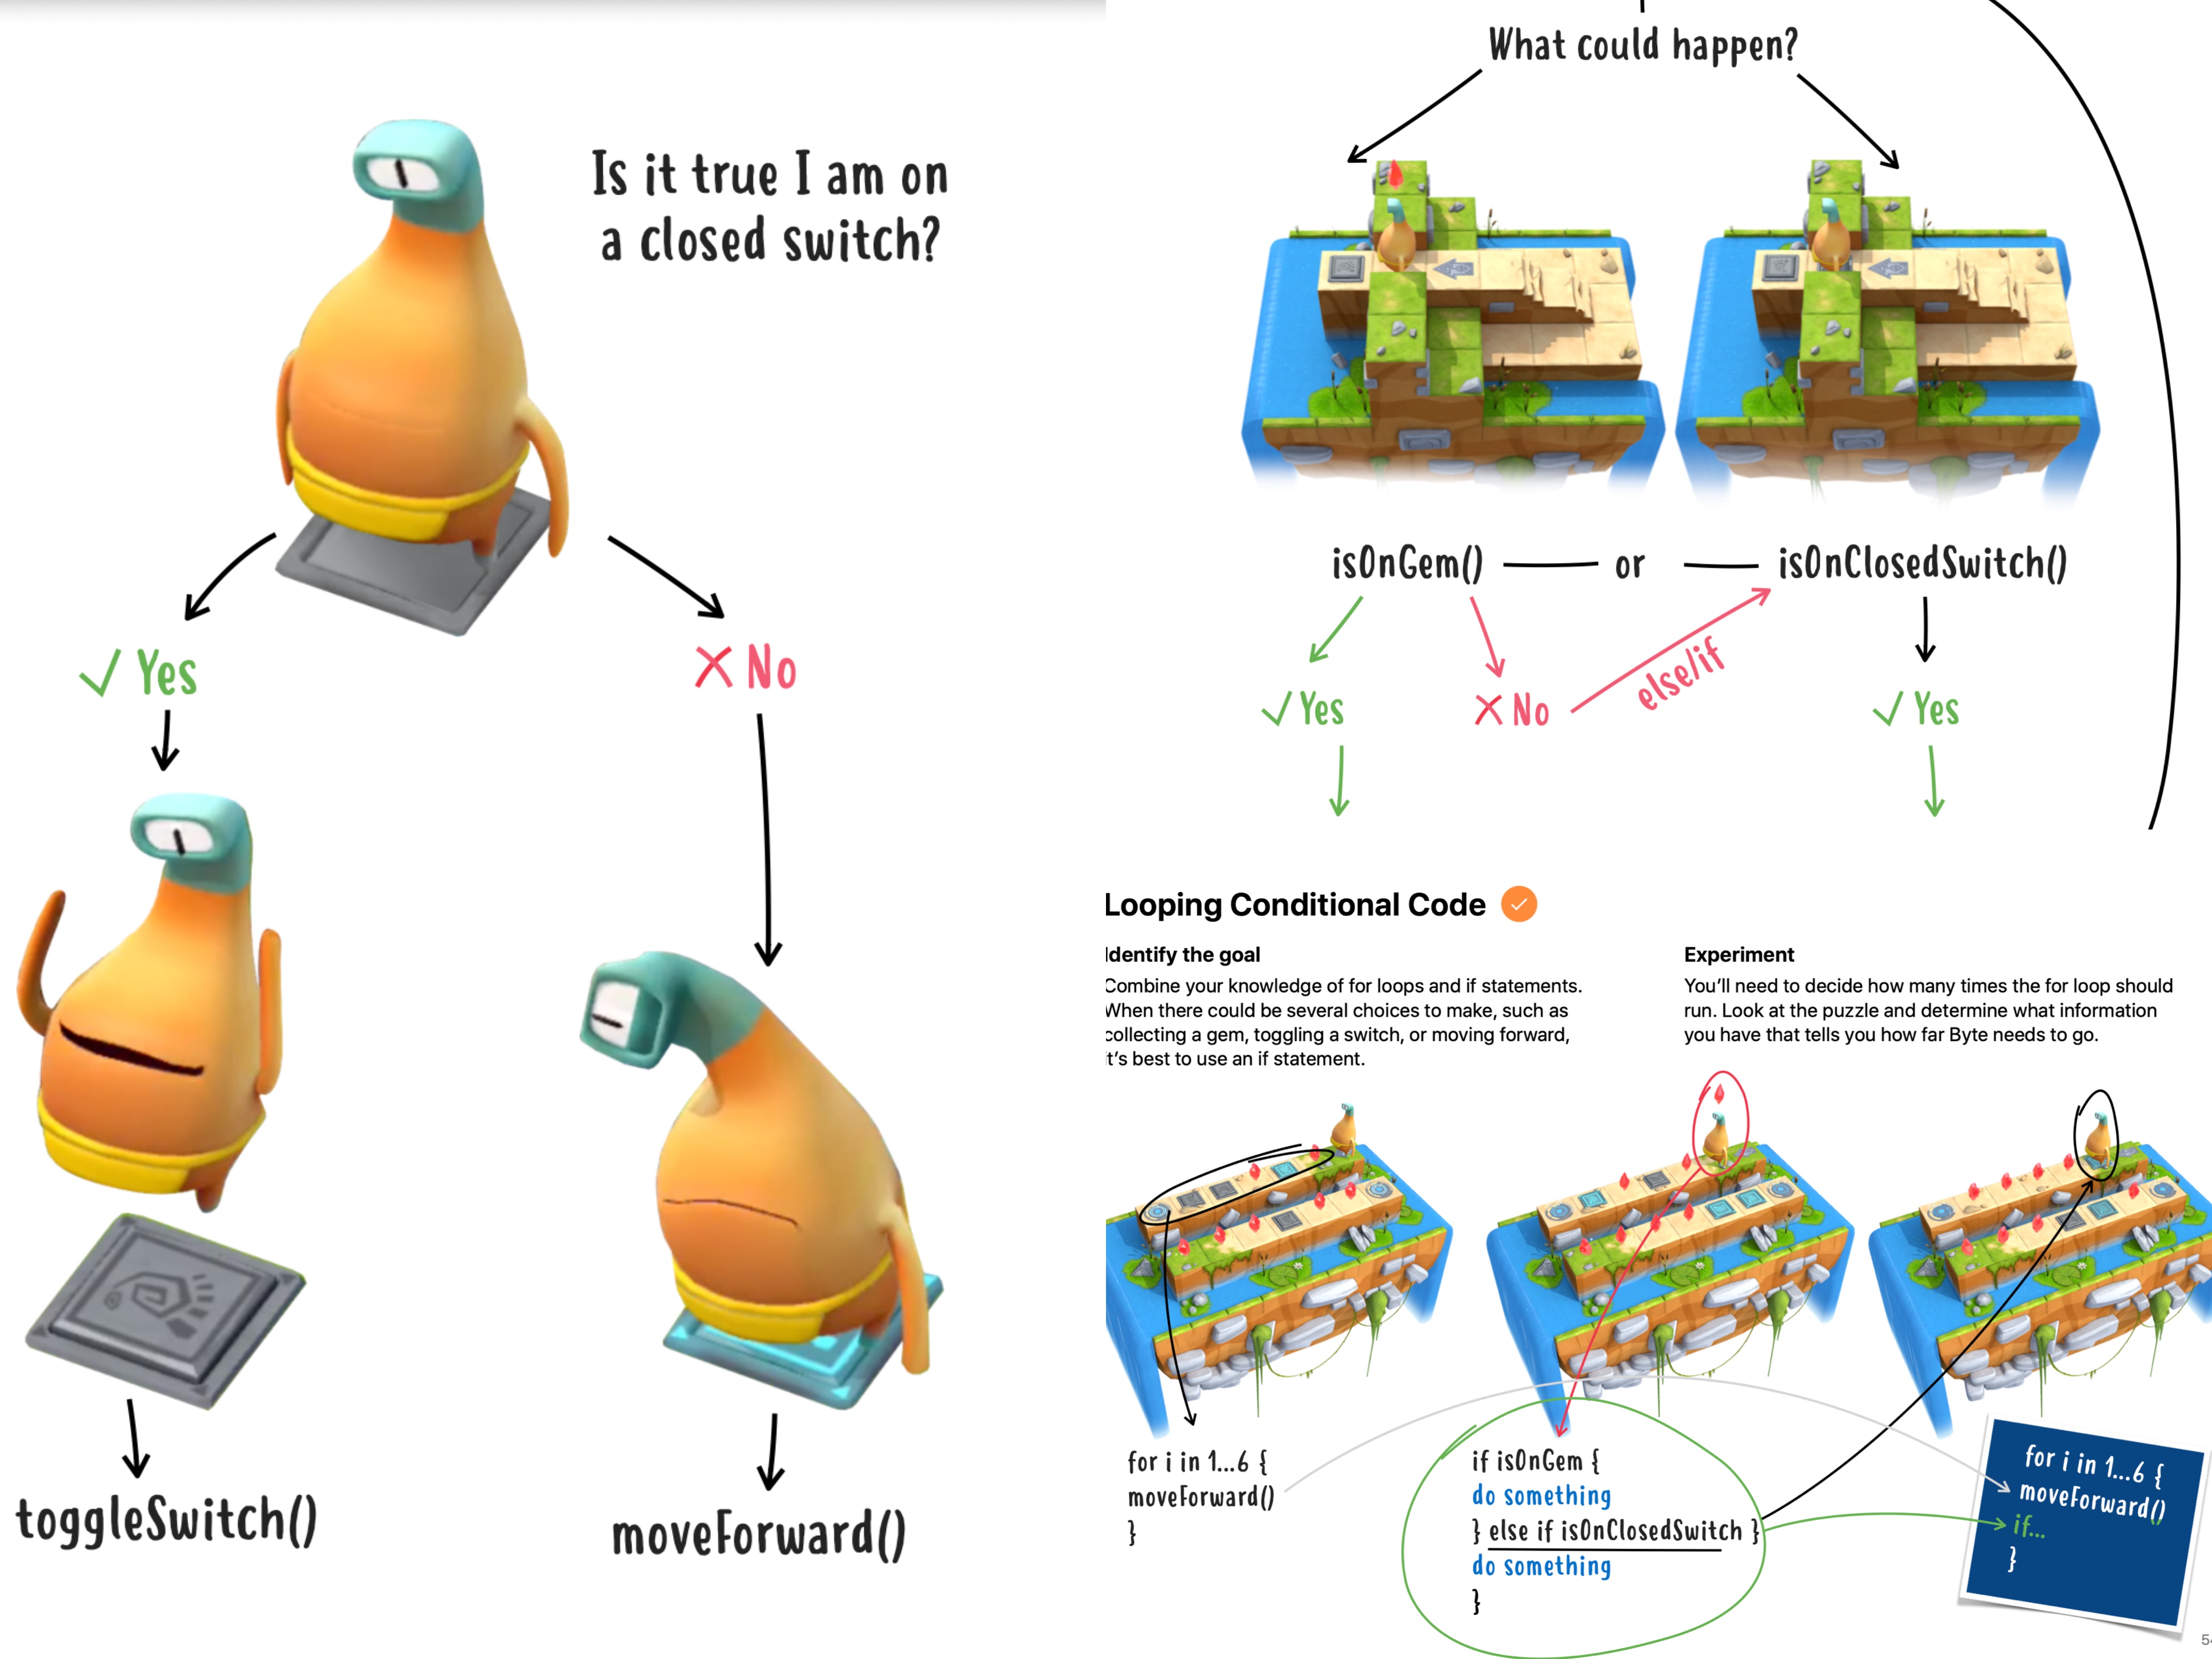 Is it true I am on
a closed switch?
✓ Yes
✗ No
toggleSwitch()
moveForward()
What could happen?
isOnGem() — or — isOnClosedSwitch()
✓ Yes
✗ No
else/if
✓ Yes
Looping Conditional Code
Identify the goal
Combine your knowledge of for loops and if statements.
When there could be several choices to make, such as
collecting a gem, toggling a switch, or moving forward,
it's best to use an if statement.
Experiment
You'll need to decide how many times the for loop should
run. Look at the puzzle and determine what information
you have that tells you how far Byte needs to go.
for i in 1...6 {
moveForward()
}
if isOnGem {
do something
} else if isOnClosedSwitch }
do something
}
for i in 1...6 {
moveForward()
if...
}